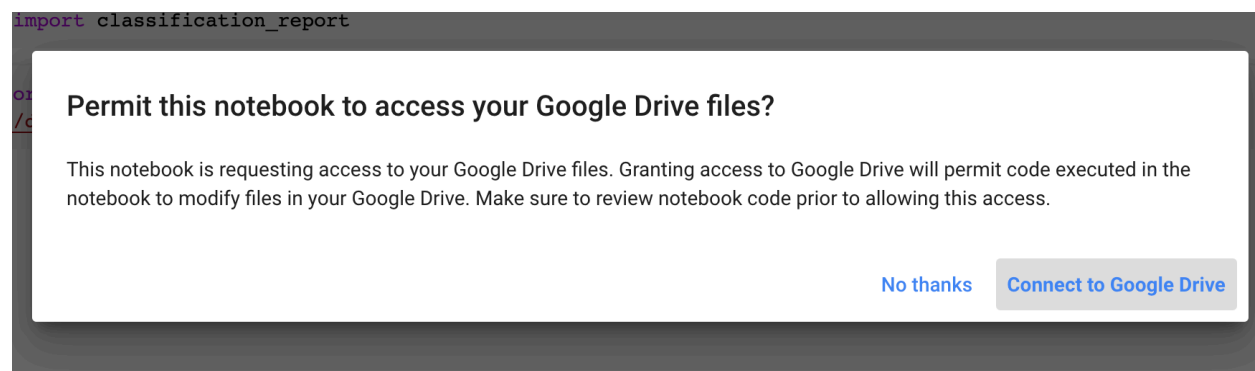 import classification_report
Permit this notebook to access your Google Drive files?
This notebook is requesting access to your Google Drive files. Granting access to Google Drive will permit code executed in the
notebook to modify files in your Google Drive. Make sure to review notebook code prior to allowing this access.
No thanks
Connect to Google Drive